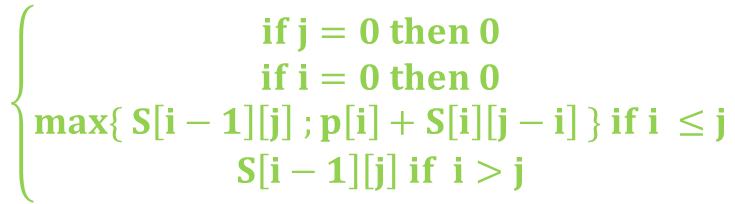 if j = 0 then 0
if i = 0 then 0
max{ S[i − 1][j] ; p[i] + S[i][j − i] } if i ≤ j
S[i − 1][j] if i > j